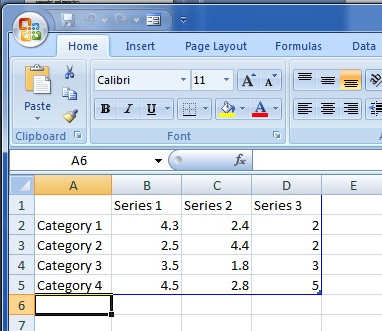 Home Insert Page Layout Formulas Data
Paste
Calibri 11 A A
B I U A
Clipboard Font
A6 fx
A B C D E
1 Series 1 Series 2 Series 3
2 Category 1 4.3 2.4 2
3 Category 2 2.5 4.4 2
4 Category 3 3.5 1.8 3
5 Category 4 4.5 2.8 5
6
7